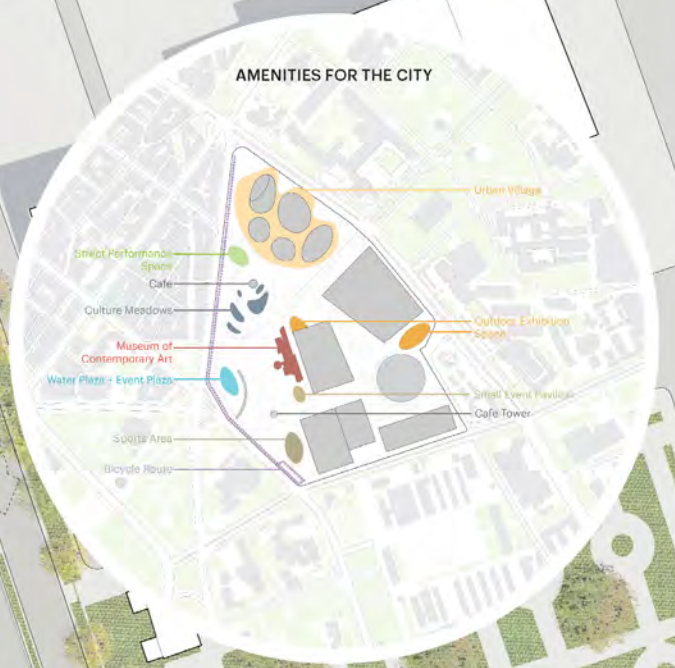 AMENITIES FOR THE CITY
Urban Village
Street Performance
Space
Cafe
Culture Meadows
Outdoor Exhibition
Space
Museum of
Contemporary Art
Water Plaza + Event Plaza
Small Event Pavilion
Cafe Tower
Sports Area
Bicycle Route